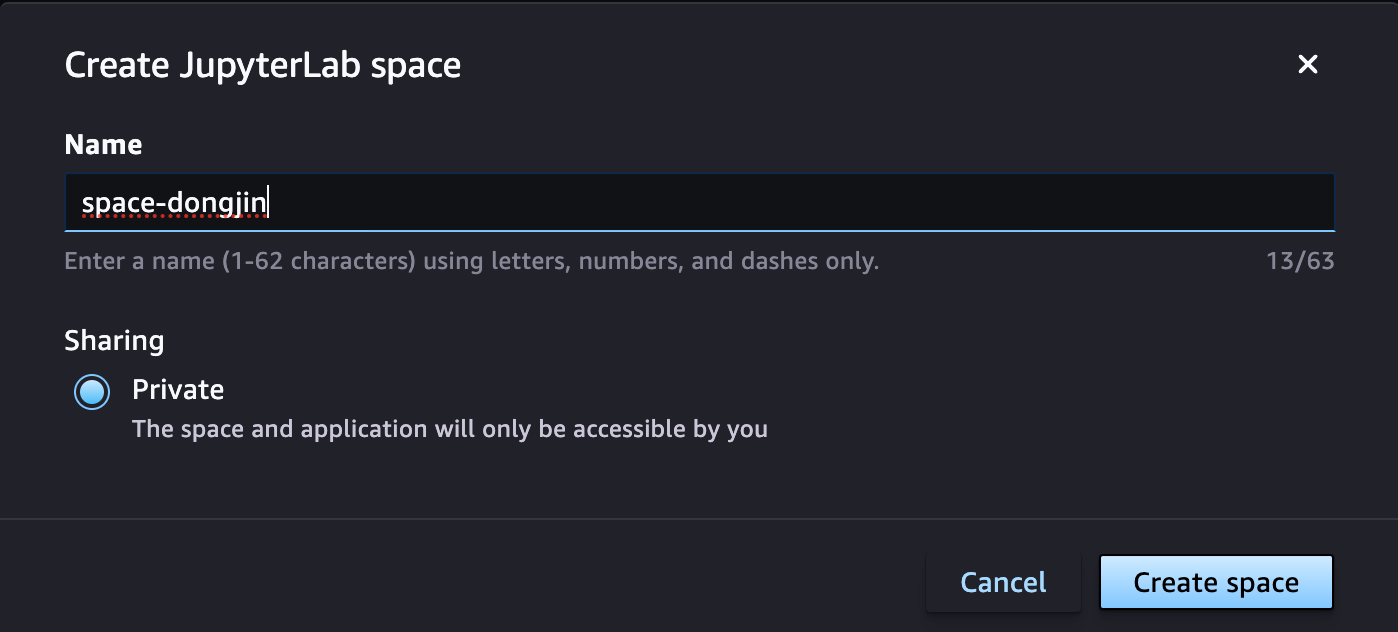 Create JupyterLab space
Name
space-dongjin
Enter a name (1-62 characters) using letters, numbers, and dashes only.
13/63
Sharing
Private
The space and application will only be accessible by you
Cancel
Create space